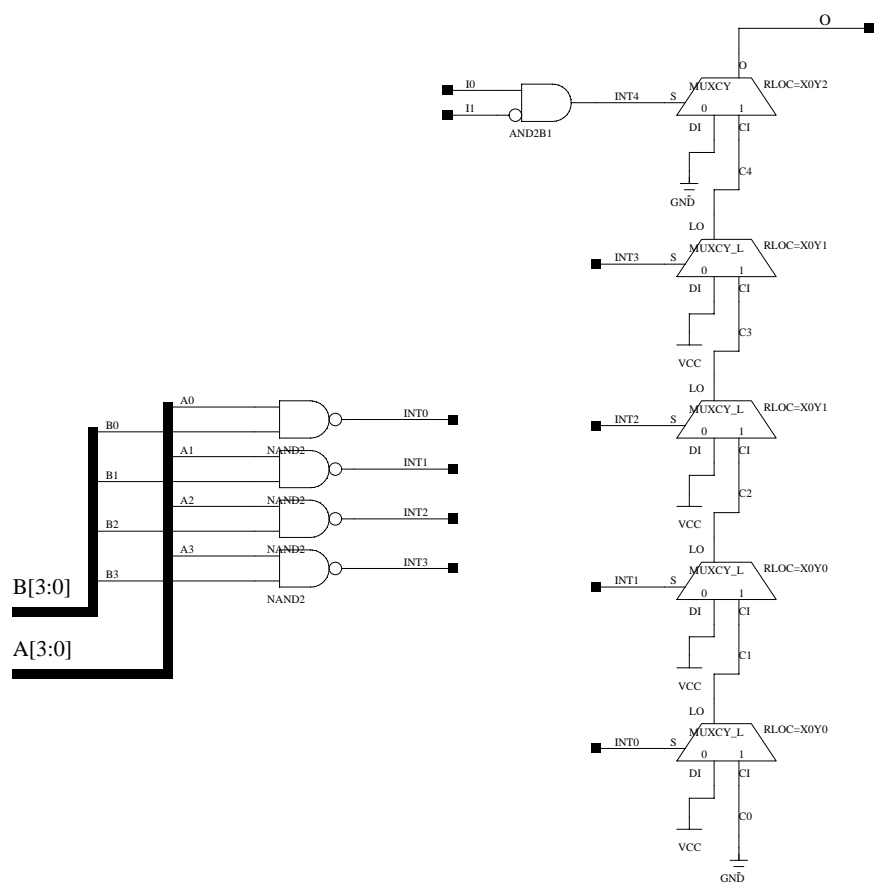 O
O
I0
INT4
S
MUXCY
RLOC=X0Y2
I1
0
1
AND2B1
DI
CI
C4
GND
LO
MUXCY_L
RLOC=X0Y1
INT3
S
0
1
DI
CI
C3
VCC
LO
A0
MUXCY_L
RLOC=X0Y1
INT0
B0
INT2
S
0
1
A1
NAND2
DI
CI
INT1
B1
C2
A2
NAND2
VCC
INT2
B2
LO
A3
NAND2
MUXCY_L
RLOC=X0Y0
INT3
B3
INT1
S
B[3:0]
0
1
NAND2
DI
CI
A[3:0]
C1
VCC
LO
MUXCY_L
RLOC=X0Y0
INT0
S
0
1
DI
CI
C0
VCC
GND